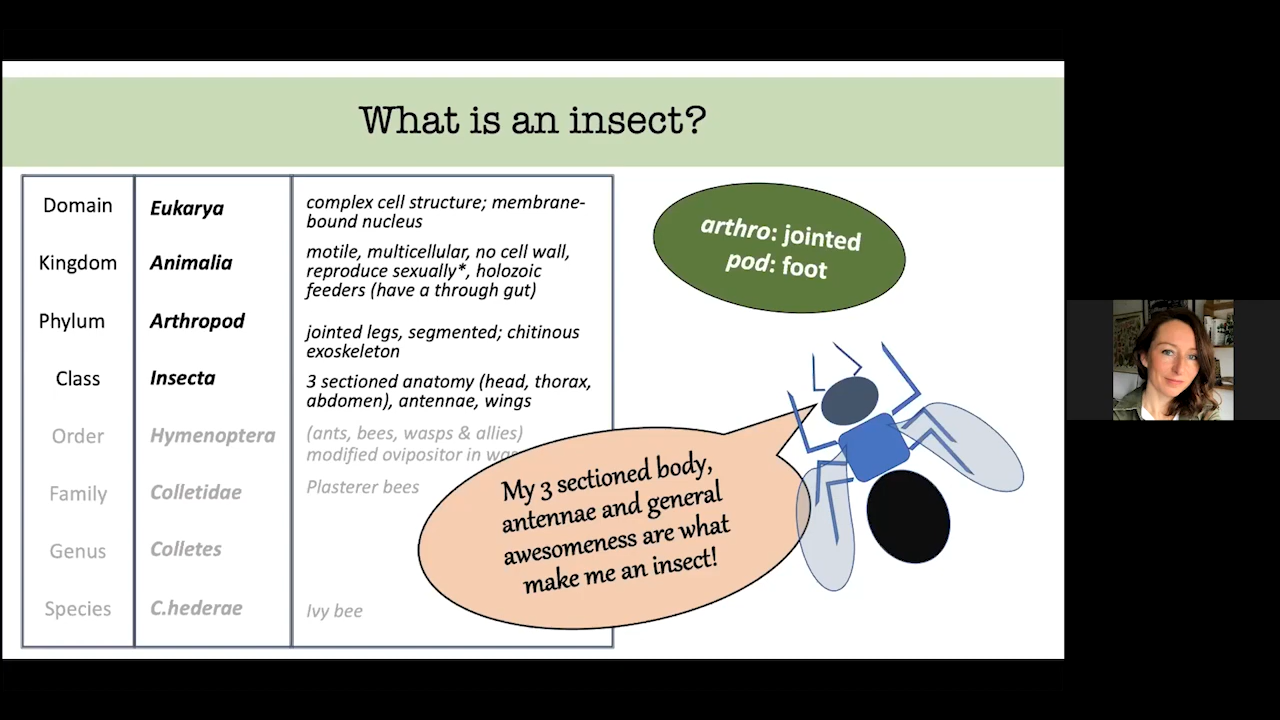 What is an insect?
Domain
Eukarya
complex cell structure; membrane-
bound nucleus
Kingdom
Animalia
motile, multicellular, no cell wall,
reproduce sexually*, holozoic
feeders (have a through gut)
Phylum
Arthropod
jointed legs, segmented; chitinous
exoskeleton
Class
Insecta
3 sectioned anatomy (head, thorax,
abdomen), antennae, wings
Order
Hymenoptera
(ants, bees, wasps & allies)
modified ovipositor in
Family
Colletidae
Plasterer bees
Genus
Colletes
Species
C.hederae
Ivy bee
arthro: jointed
pod: foot
My 3 sectioned body,
antennae and general
awesomeness are what
make me an insect!